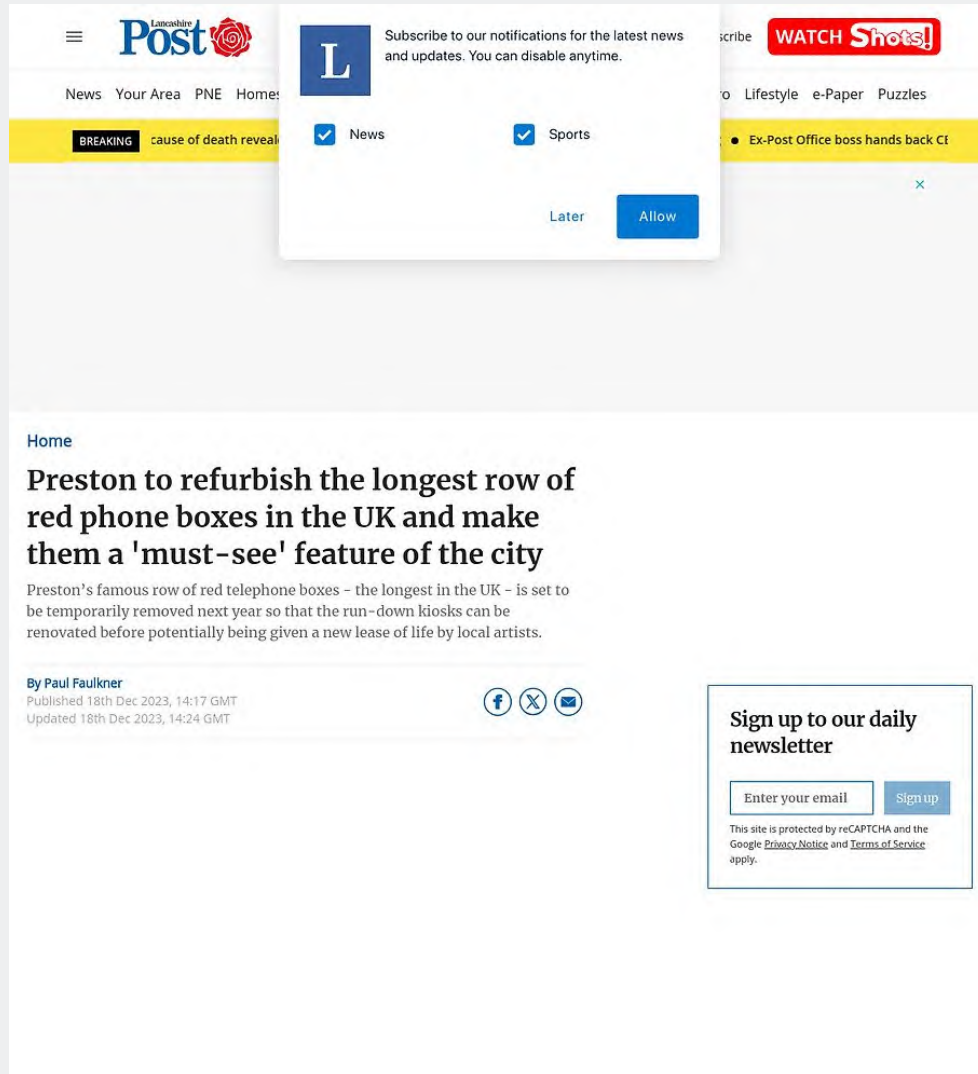 Lancashire
Post
L
Subscribe to our notifications for the latest news
and updates. You can disable anytime.
News
Sports
Later
Allow
scribe
WATCH Shots!
News Your Area PNE Homes
Lifestyle e-Paper Puzzles
BREAKING cause of death reveal
• Ex-Post Office boss hands back CB
Home
Preston to refurbish the longest row of
red phone boxes in the UK and make
them a 'must-see' feature of the city
Preston's famous row of red telephone boxes - the longest in the UK - is set to
be temporarily removed next year so that the run-down kiosks can be
renovated before potentially being given a new lease of life by local artists.
By Paul Faulkner
Published 18th Dec 2023, 14:17 GMT
Updated 18th Dec 2023, 14:24 GMT
Sign up to our daily
newsletter
Enter your email
Sign up
This site is protected by reCAPTCHA and the
Google Privacy Notice and Terms of Service
apply.